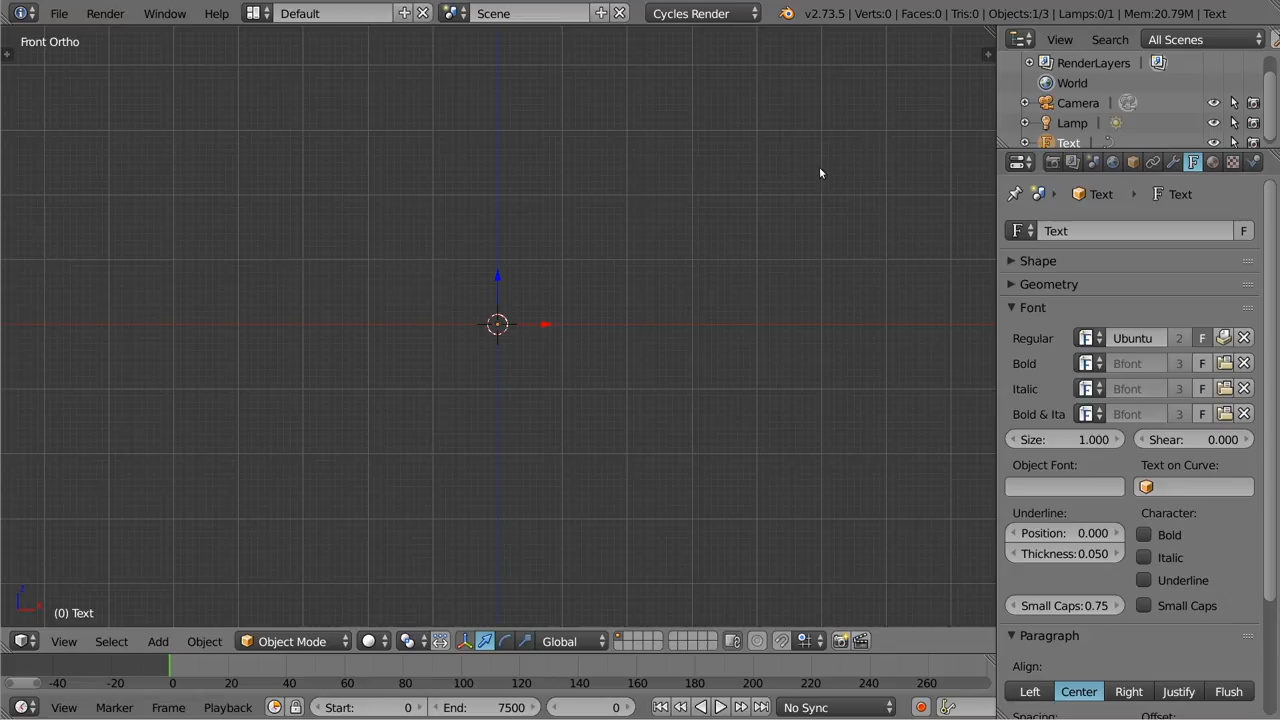 File Render Window Help Default Scene Cycles Render v2.73.5 | Verts:0 | Faces:0 | Tris:0 | Objects:1/3 | Lamps:0/1 | Mem:20.79M | Text
Front Ortho
View Search All Scenes
RenderLayers
World
Camera
Lamp
Text
Text Text
F Text F
Shape
Geometry
Font
Regular F Ubuntu 2 F
Bold F Bfont 3 F
Italic F Bfont 3 F
Bold & Ita F Bfont 3 F
Size: 1.000 Shear: 0.000
Object Font: Text on Curve:
Underline: Character:
Position: 0.000 Bold
Thickness:0.050 Italic
Underline
Small Caps:0.75 Small Caps
Paragraph
Align:
Left Center Right Justify Flush
Spacing: Offset:
z
x
(0) Text
View Select Add Object Object Mode Global
-40 -20 0 20 40 60 80 100 120 140 160 180 200 220 240 260
View Marker Frame Playback Start: 0 End: 7500 0 No Sync